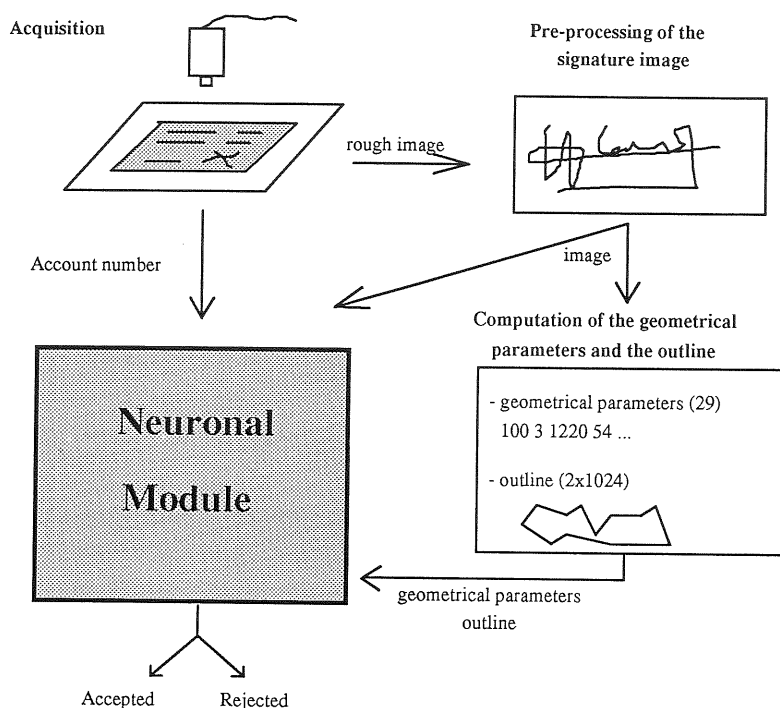 Acquisition
Pre-processing of the
signature image
rough image
Account number
image
Computation of the geometrical
parameters and the outline
- geometrical parameters (29)
100 3 1220 54 ...
- outline (2x1024)
Neuronal
Module
geometrical parameters
outline
Accepted
Rejected